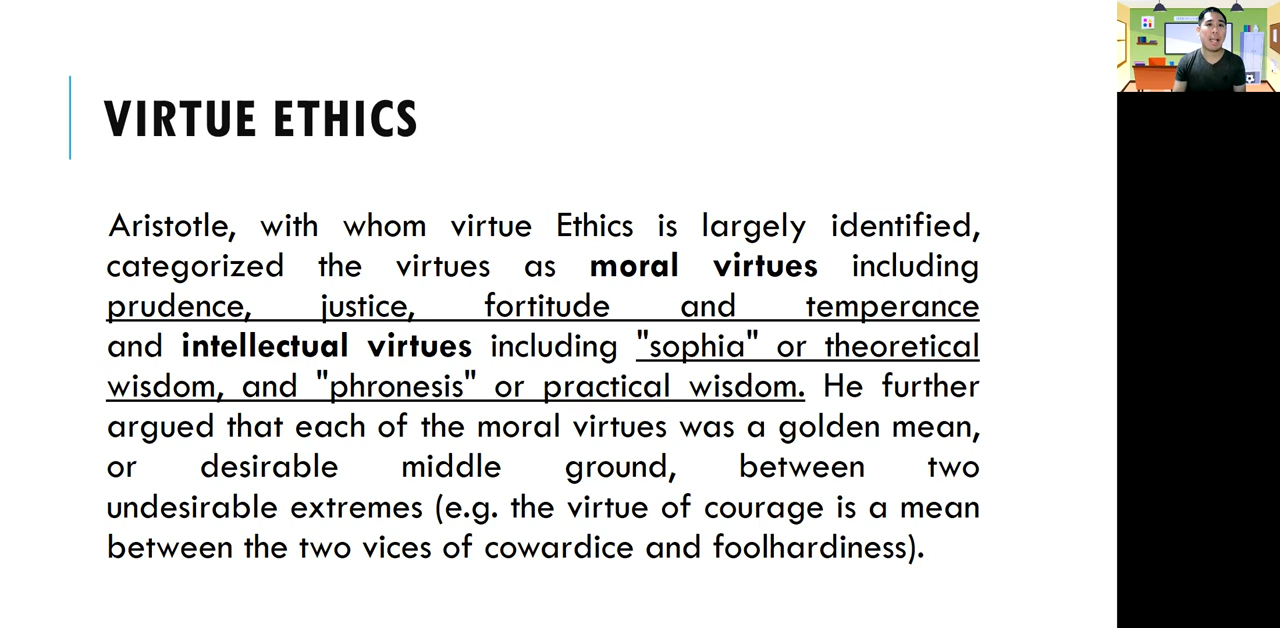 VIRTUE ETHICS
Aristotle, with whom virtue Ethics is largely identified,
categorized the virtues as moral virtues including
prudence, justice, fortitude and temperance
and intellectual virtues including "sophia" or theoretical
wisdom, and "phronesis" or practical wisdom. He further
argued that each of the moral virtues was a golden mean,
or desirable middle ground, between two
undesirable extremes (e.g. the virtue of courage is a mean
between the two vices of cowardice and foolhardiness).